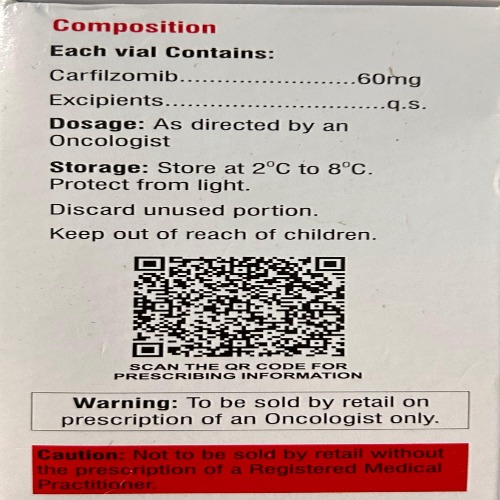 Composition
Each vial Contains:
Carfilzomib........................60mg
Excipients..............................q.s.
Dosage: As directed by an
Oncologist
Storage: Store at 2°C to 8°C.
Protect from light.
Discard unused portion.
Keep out of reach of children.
SCAN THE QR CODE FOR
PRESCRIBING INFORMATION
Warning: To be sold by retail on
prescription of an Oncologist only.
Caution: Not to be sold by retail without
the prescription of a Registered Medical
Practitioner.